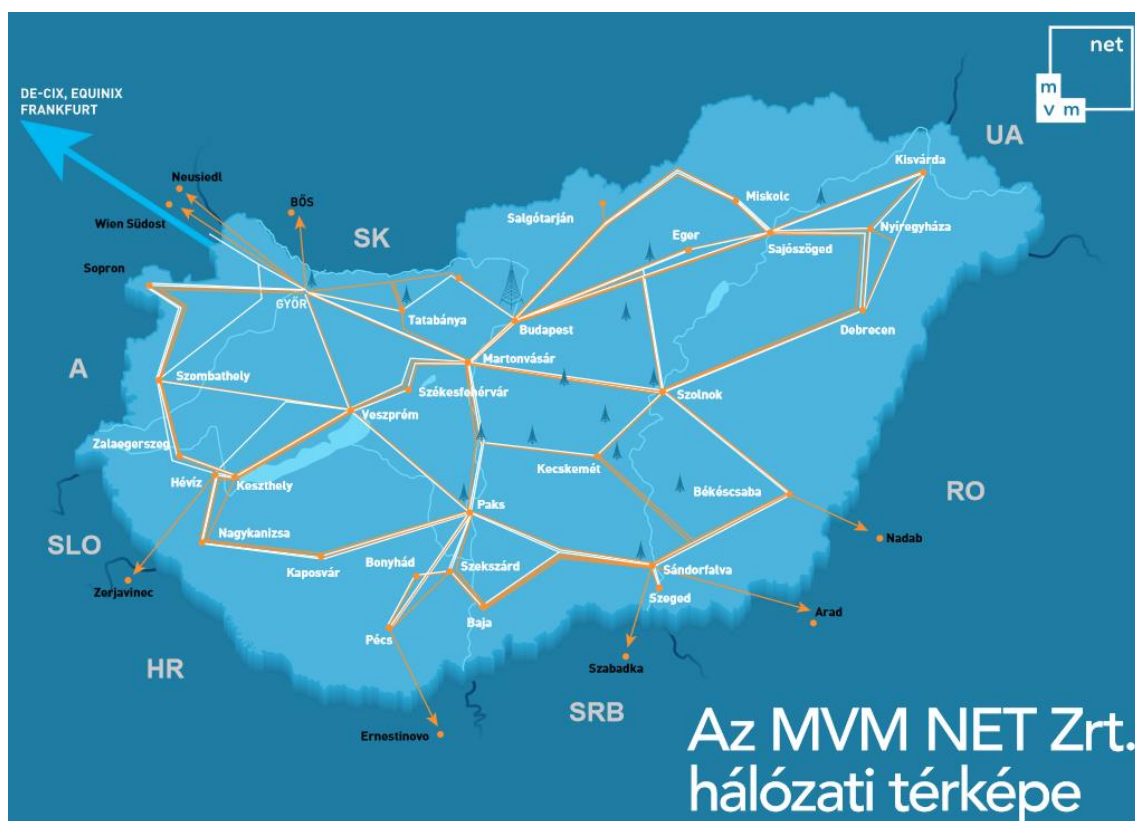 net
m
v m
DE-CIX, EQUINIX
FRANKFURT
UA
Kisvárda
Neusiedl
Miskolc
Wien Südost
BŐS
Salgótarján
Nyíregyháza
SK
Eger
Sajószöged
Sopron
GYŐR
Tatabánya
Budapest
Debrecen
Martonvásár
A
Szombathely
Székesfehérvár
Szolnok
Veszprém
Zalaegerszeg
Kecskemét
Hévíz
Keszthely
Békéscsaba
RO
Paks
Nagykanizsa
Nadab
SLO
Bonyhád
Szekszárd
Sándorfalva
Kaposvár
Zerjavinec
Szeged
Arad
Baja
Pécs
HR
Szabadka
SRB
Ernestinovo
Az MVM NET Zrt.
hálózati térképe